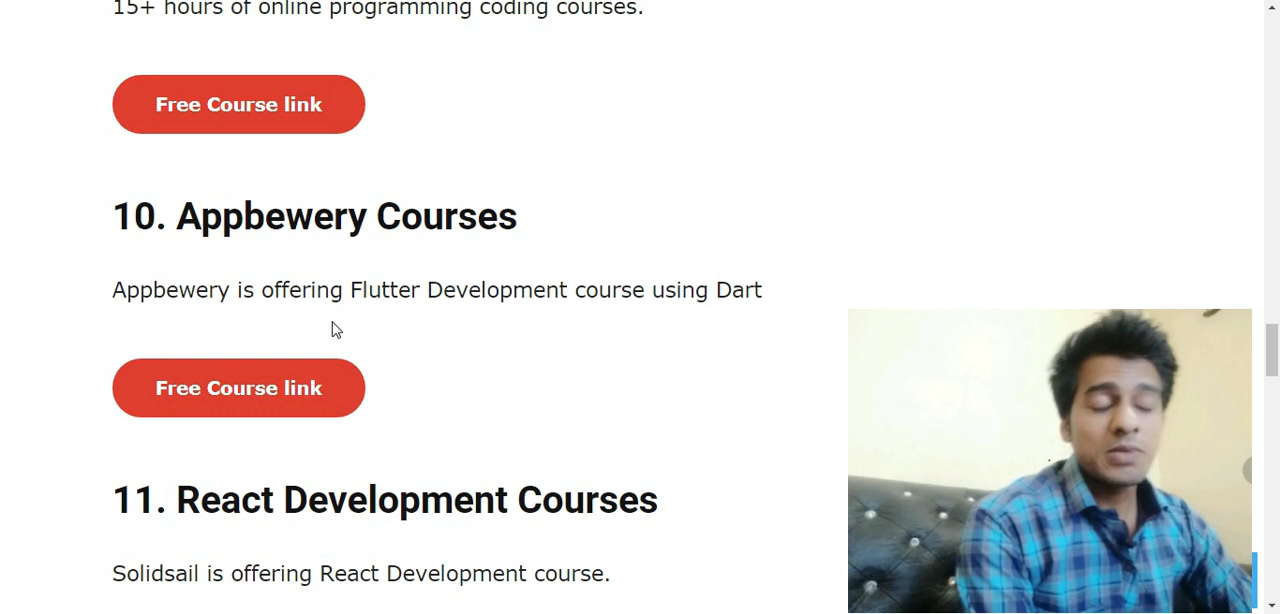 15+ hours of online programming coding courses.
Free Course link
10. Appbewery Courses
Appbewery is offering Flutter Development course using Dart
Free Course link
11. React Development Courses
Solidsail is offering React Development course.